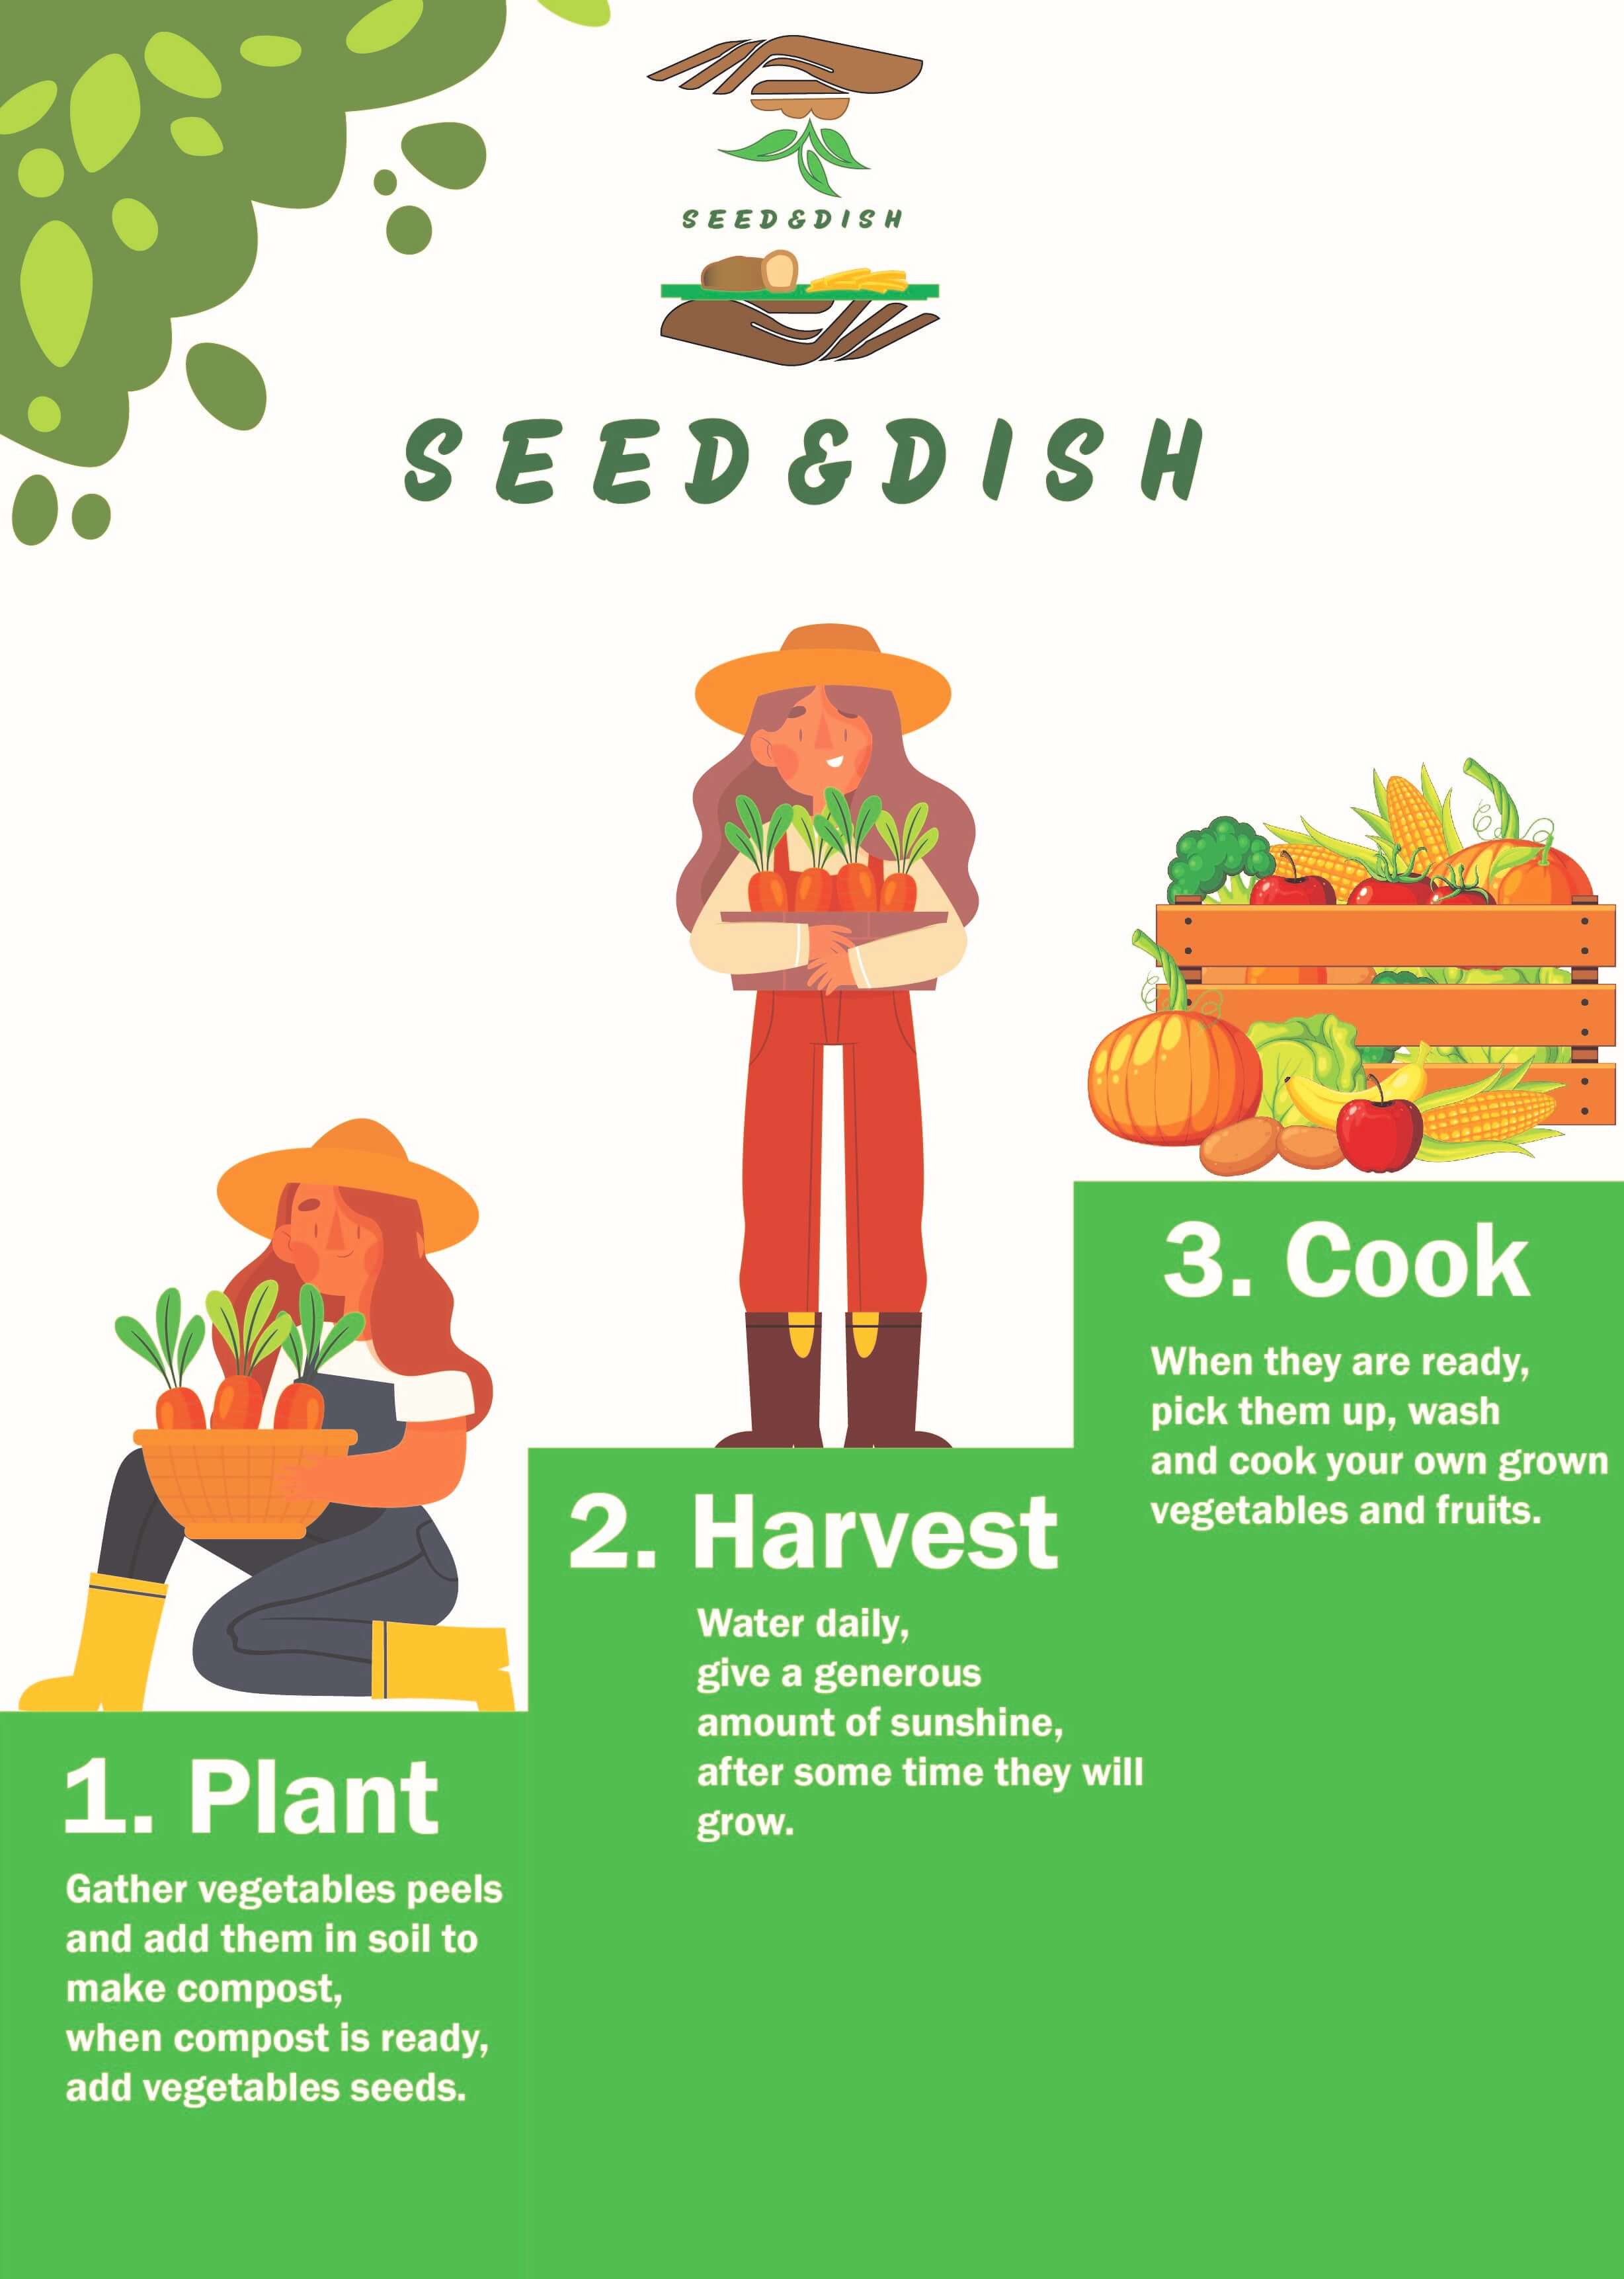 SEED&DISH
SEED&DISH
1. Plant
Gather vegetables peels
and add them in soil to
make compost,
when compost is ready,
add vegetables seeds.
2. Harvest
Water daily,
give a generous
amount of sunshine,
after some time they will
grow.
3. Cook
When they are ready,
pick them up, wash
and cook your own grown
vegetables and fruits.